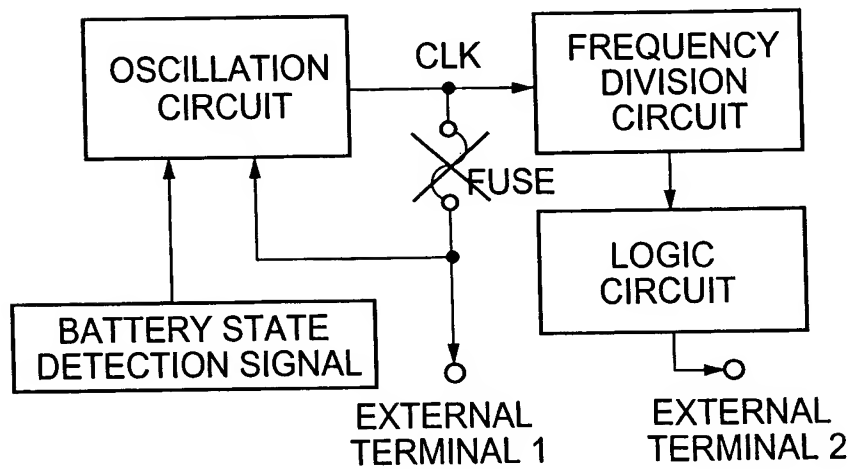 OSCILLATION
CIRCUIT
CLK
FREQUENCY
DIVISION
CIRCUIT
FUSE
LOGIC
CIRCUIT
BATTERY STATE
DETECTION SIGNAL
EXTERNAL
TERMINAL 1
EXTERNAL
TERMINAL 2